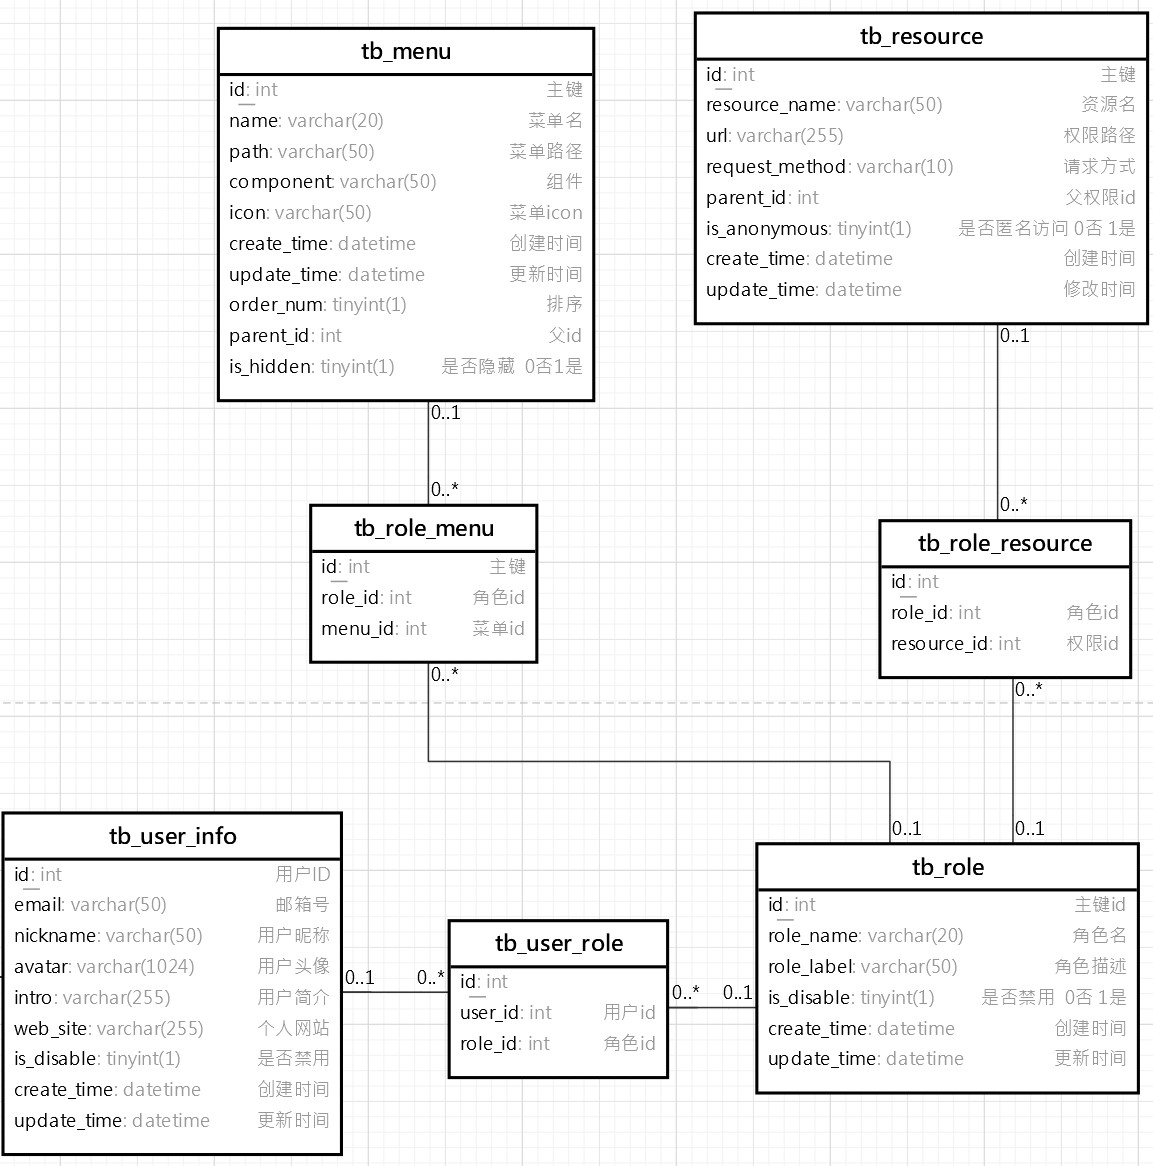 tb_menu
id: int 主键
name: varchar(20) 菜单名
path: varchar(50) 菜单路径
component: varchar(50) 组件
icon: varchar(50) 菜单icon
create_time: datetime 创建时间
update_time: datetime 更新时间
order_num: tinyint(1) 排序
parent_id: int 父id
is_hidden: tinyint(1) 是否隐藏 0否1是
tb_resource
id: int 主键
resource_name: varchar(50) 资源名
url: varchar(255) 权限路径
request_method: varchar(10) 请求方式
parent_id: int 父权限id
is_anonymous: tinyint(1) 是否匿名访问 0否 1是
create_time: datetime 创建时间
update_time: datetime 修改时间
0..1
0..1
0..*
0..*
tb_role_menu
id: int 主键
role_id: int 角色id
menu_id: int 菜单id
tb_role_resource
id: int
role_id: int 角色id
resource_id: int 权限id
0..*
0..*
0..1
0..1
tb_user_info
id: int 用户ID
email: varchar(50) 邮箱号
nickname: varchar(50) 用户昵称
avatar: varchar(1024) 用户头像
intro: varchar(255) 用户简介
web_site: varchar(255) 个人网站
is_disable: tinyint(1) 是否禁用
create_time: datetime 创建时间
update_time: datetime 更新时间
0..1 0..*
tb_user_role
id: int
user_id: int 用户id
role_id: int 角色id
0..* 0..1
tb_role
id: int 主键id
role_name: varchar(20) 角色名
role_label: varchar(50) 角色描述
is_disable: tinyint(1) 是否禁用 0否 1是
create_time: datetime 创建时间
update_time: datetime 更新时间